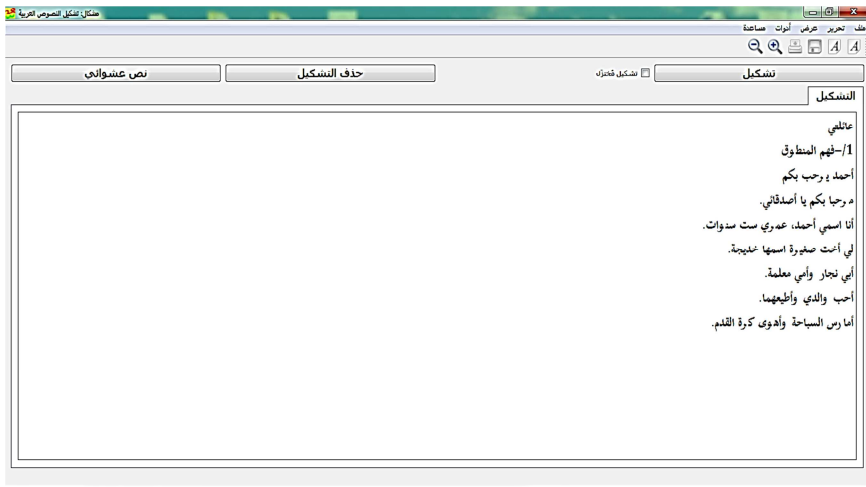 مشكال: تشكيل النصوص العربية
ملف تحرير عرض أدوات مساعدة
تشكيل تشكيل مُختزل حذف التشكيل نص عشوائي
التشكيل
عائلتي
1/-فهم المنطوق
أحمد يرحب بكم
مرحبا بكم يا أصدقائي.
أنا اسمي أحمد، عمري ست سنوات.
لي أخت صغيرة اسمها خديجة.
أبي نجار وأمي معلمة.
أحب والدي وأطيعهما.
أمارس السباحة وأهوى كرة القدم.